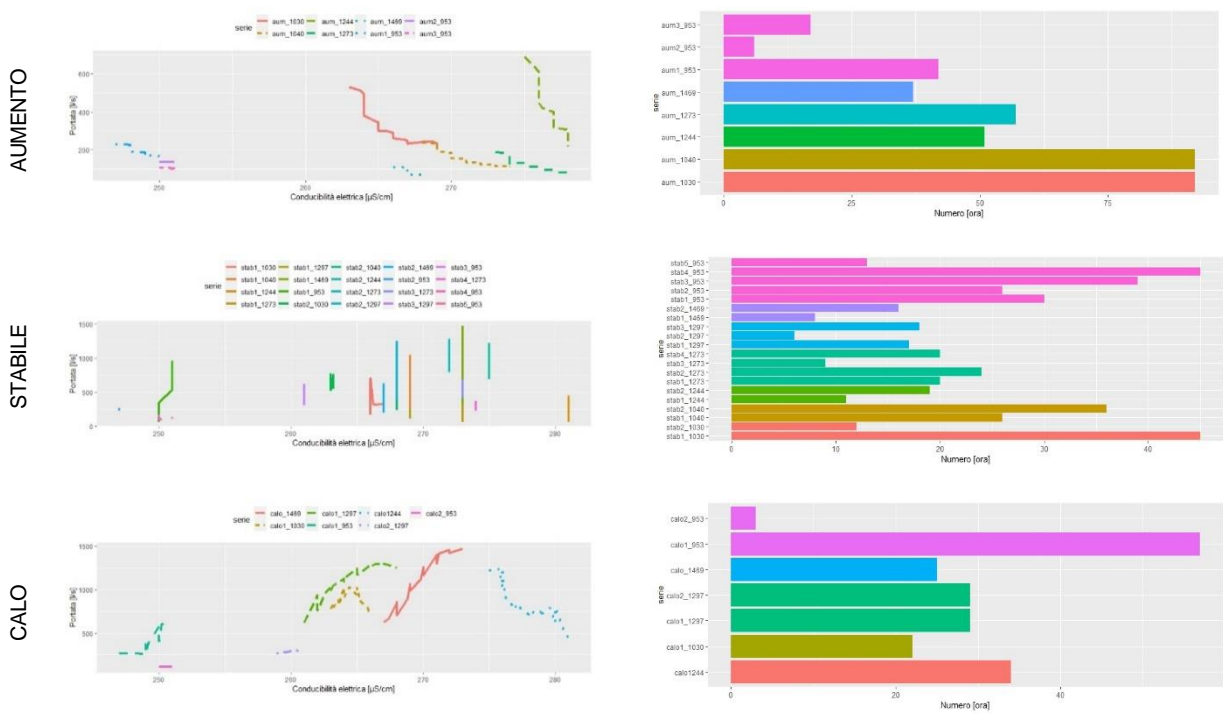 AUMENTO
serie
aum_1030 aum_1244 aum_1469 aum2_953
aum_1040 aum_1273 aum1_953 aum3_953
Portata [l/s]
600
400
200
250 260 270
Conducibilità elettrica [µS/cm]
serie
aum3_953
aum2_953
aum1_953
aum_1469
aum_1273
aum_1244
aum_1040
aum_1030
0 25 50 75
Numero [ora]
STABILE
serie
stab1_1030 stab1_1297 stab2_1040 stab2_1469 stab3_953
stab1_1040 stab1_1469 stab2_1244 stab2_953 stab4_1273
stab1_1244 stab1_953 stab2_1273 stab3_1273 stab4_953
stab1_1273 stab2_1030 stab2_1297 stab3_1297 stab5_953
Portata [l/s]
1500
1000
500
0
250 260 270 280
Conducibilità elettrica [µS/cm]
serie
stab5_953
stab4_953
stab3_953
stab2_953
stab1_953
stab2_1469
stab1_1469
stab3_1297
stab2_1297
stab1_1297
stab4_1273
stab3_1273
stab2_1273
stab1_1273
stab2_1244
stab1_1244
stab2_1040
stab1_1040
stab2_1030
stab1_1030
0 10 20 30 40
Numero [ora]
CALO
serie
calo_1469 calo1_1297 calo1244 calo2_953
calo1_1030 calo1_953 calo2_1297
Portata [l/s]
1500
1000
500
250 260 270 280
Conducibilità elettrica [µS/cm]
serie
calo2_953
calo1_953
calo_1469
calo2_1297
calo1_1297
calo1_1030
calo1244
0 20 40
Numero [ora]